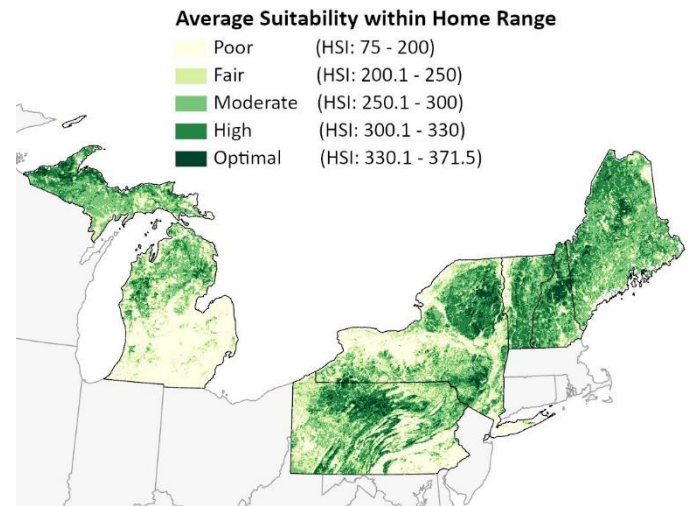 Average Suitability within Home Range
Poor (HSI: 75 - 200)
Fair (HSI: 200.1 - 250)
Moderate (HSI: 250.1 - 300)
High (HSI: 300.1 - 330)
Optimal (HSI: 330.1 - 371.5)